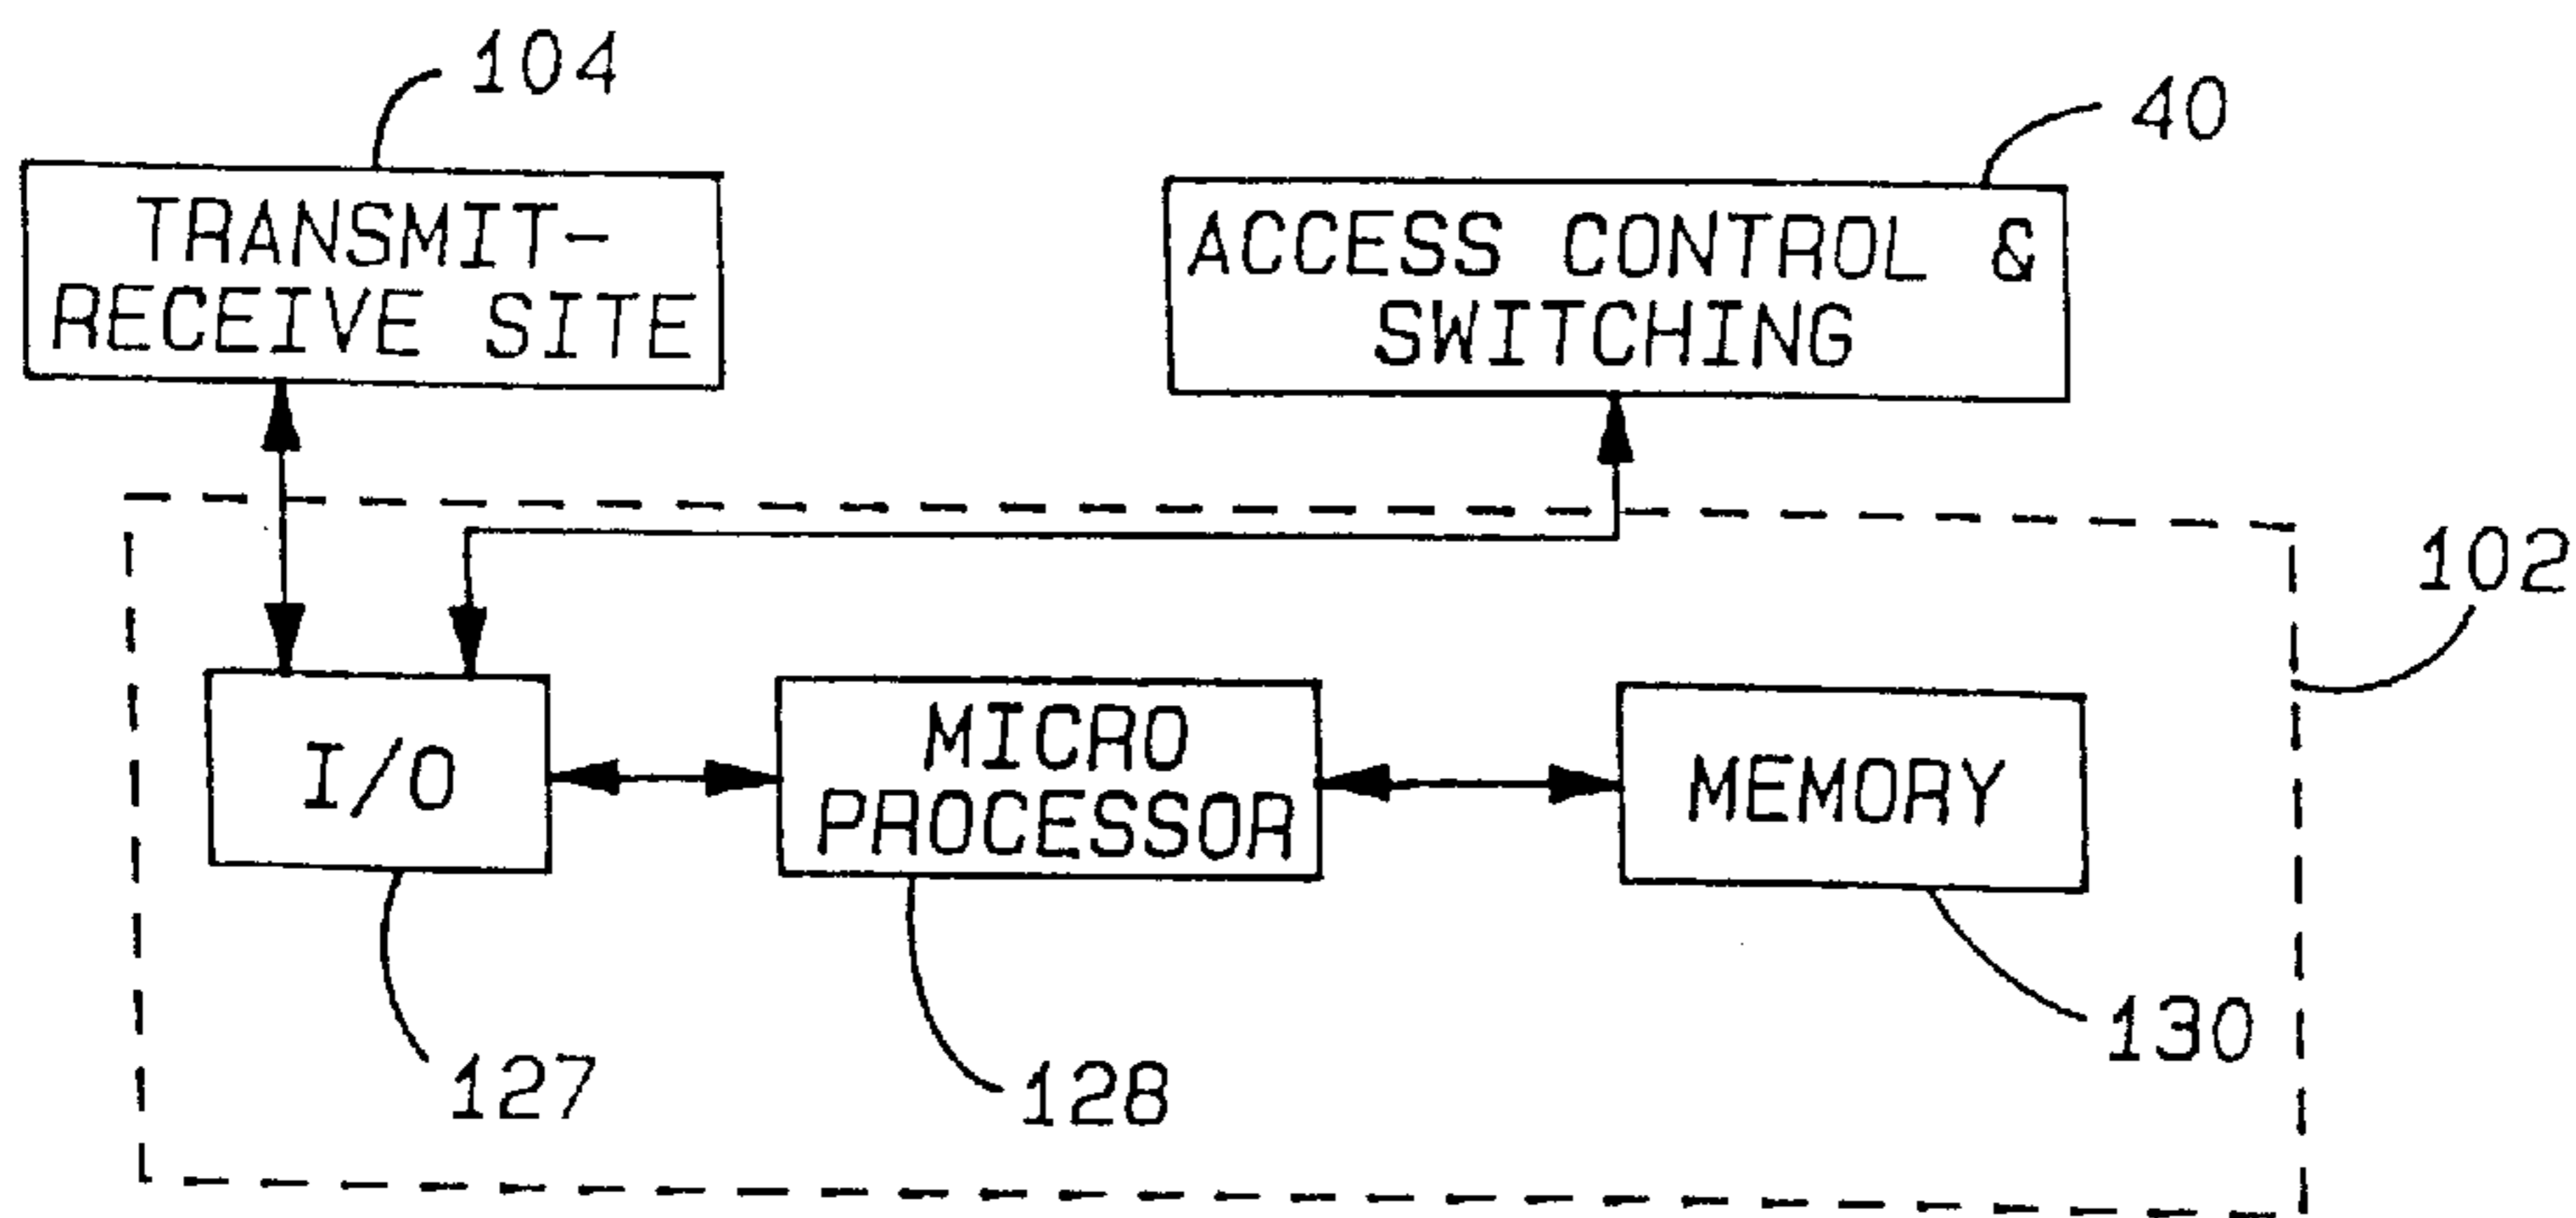 104
40
TRANSMIT-
RECEIVE SITE
ACCESS CONTROL &
SWITCHING
102
I/O
MICRO
PROCESSOR
MEMORY
127
128
130